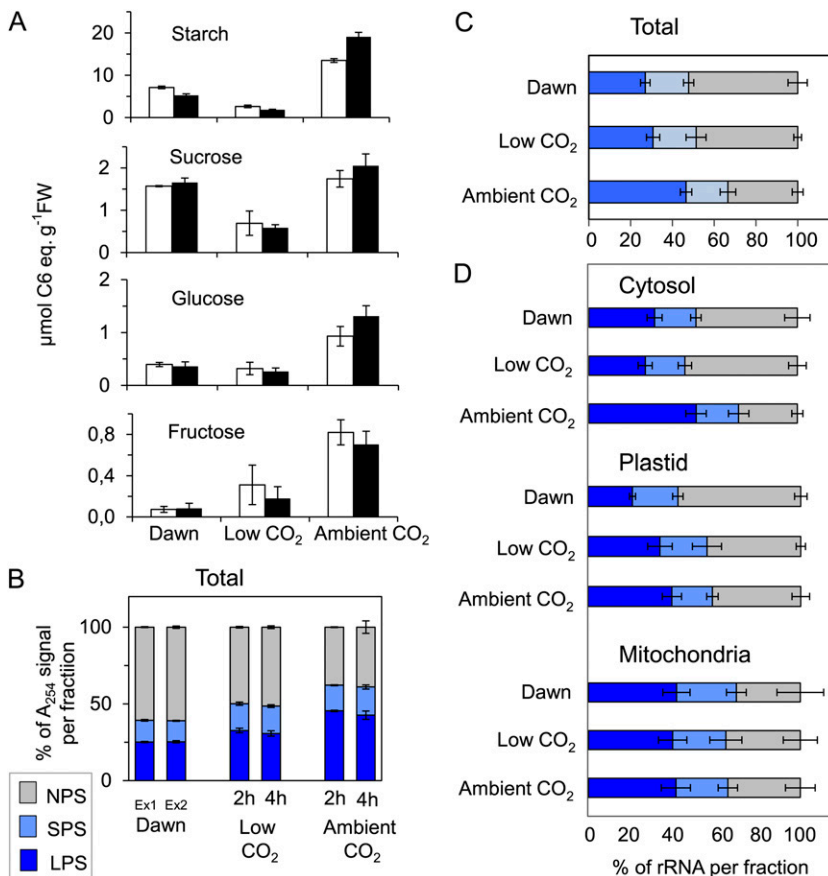 A
Starch
20
10
0
Sucrose
2
1
0
Glucose
2
1
0
Fructose
0,8
0,4
0,0
µmol C6 eq. g-1FW
Dawn Low CO2 Ambient CO2
B
Total
100
50
0
% of A254 signal
per fraction
Ex1 Ex2 2h 4h 2h 4h
Dawn Low CO2 Ambient CO2
NPS
SPS
LPS
C
Total
Dawn
Low CO2
Ambient CO2
0 20 40 60 80 100
D
Cytosol
Dawn
Low CO2
Ambient CO2
Plastid
Dawn
Low CO2
Ambient CO2
Mitochondria
Dawn
Low CO2
Ambient CO2
0 20 40 60 80 100
% of rRNA per fraction